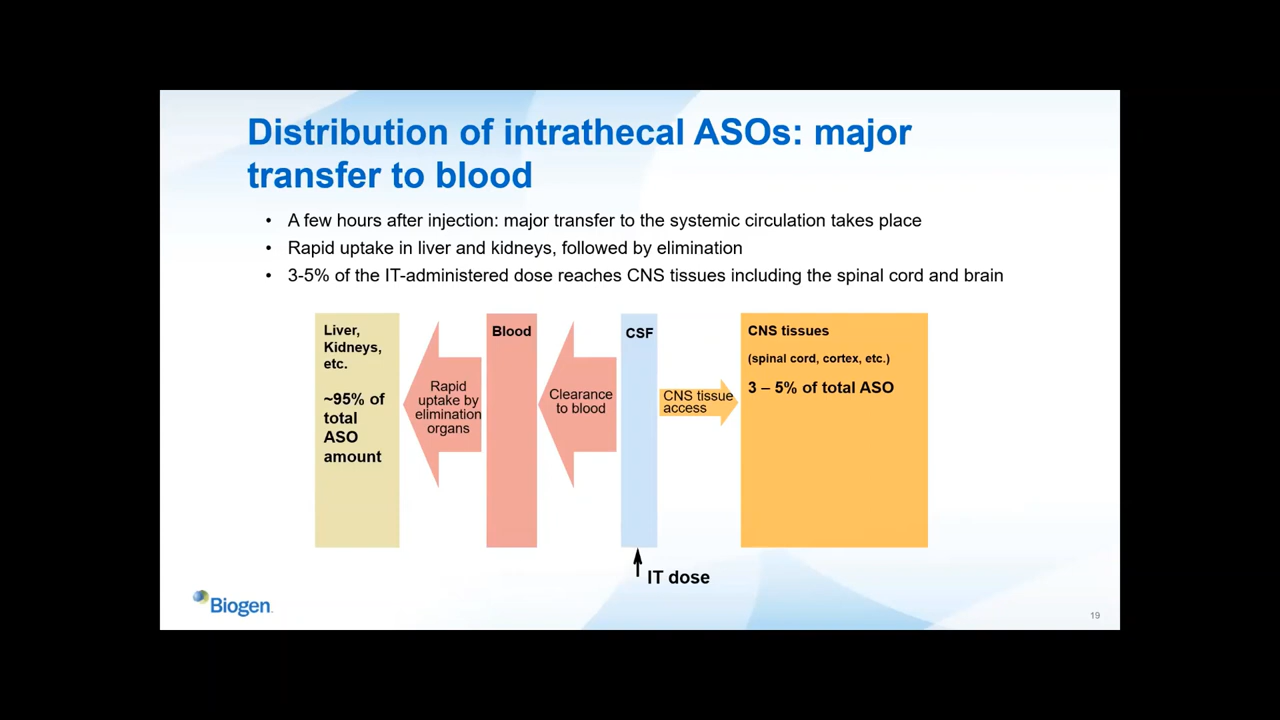 Distribution of intrathecal ASOs: major
transfer to blood
• A few hours after injection: major transfer to the systemic circulation takes place
• Rapid uptake in liver and kidneys, followed by elimination
• 3-5% of the IT-administered dose reaches CNS tissues including the spinal cord and brain
Liver,
Kidneys,
etc.
~95% of
total
ASO
amount
Rapid
uptake by
elimination
organs
Blood
Clearance
to blood
CSF
CNS tissue
access
CNS tissues
(spinal cord, cortex, etc.)
3 – 5% of total ASO
IT dose
Biogen
19